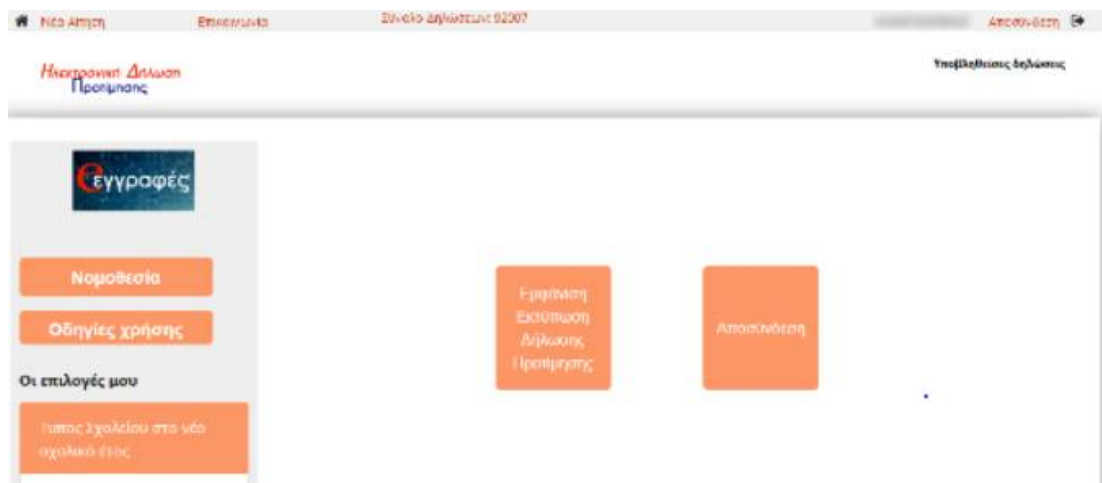 Νέα Αίτηση
Επικοινωνία
Σύνολο Δηλώσεων: 92007
Αποσύνδεση
Ηλεκτρονική Δήλωση
Προτίμησης
Υποβληθείσες δηλώσεις
eεγγραφές
Νομοθεσία
Οδηγίες χρήσης
Οι επιλογές μου
Τύπος Σχολείου στο νέο
σχολικό έτος
Εμφάνιση
Εκτύπωση
Δήλωσης
Προτίμησης
Αποσύνδεση